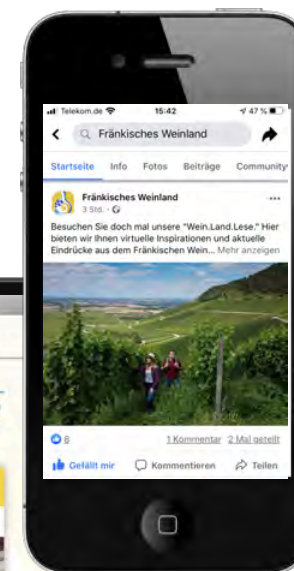 Telekom.de 15:42 47 %
Fränkisches Weinland
Startseite Info Fotos Beiträge Community
Fränkisches Weinland
3 Std. ·
Besuchen Sie doch mal unsere "Wein.Land.Lese." Hier
bieten wir Ihnen virtuelle Inspirationen und aktuelle
Eindrücke aus dem Fränkischen Wein... Mehr anzeigen
8 1 Kommentar 2 Mal geteilt
Gefällt mir Kommentieren Teilen